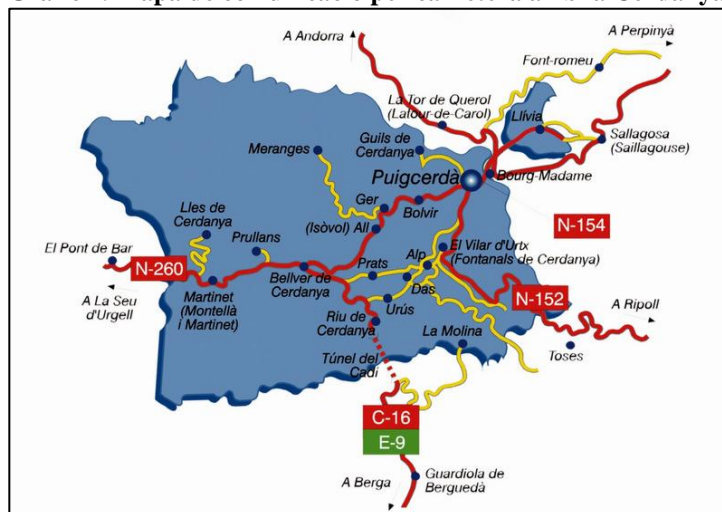 A Andorra
A Perpinyà
Font-romeu
La Tor de Querol
(Latour-de-Carol)
Llívia
Sallagosa
(Saillagouse)
Guils de
Cerdanya
Meranges
Puigcerdà
Bourg-Madame
Ger
Bolvir
N-154
Lles de
Cerdanya
(Isòvol) All
El Pont de Bar
Prullans
El Vilar d'Urtx
(Fontanals de Cerdanya)
N-260
Bellver de
Cerdanya
Prats
Alp
Das
A La Seu
d'Urgell
Martinet
(Montellà
i Martinet)
Urús
N-152
A Ripoll
Riu de
Cerdanya
La Molina
Toses
Túnel del
Cadí
C-16
E-9
A Berga
Guardiola de
Berguedà